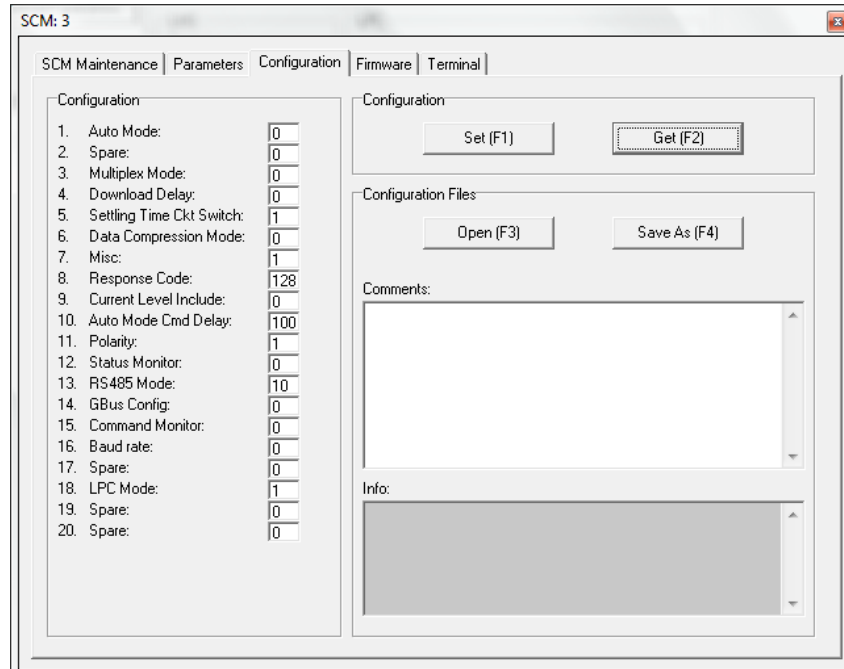 SCM: 3
SCM Maintenance Parameters Configuration Firmware Terminal
Configuration
1. Auto Mode: 0
2. Spare: 0
3. Multiplex Mode: 0
4. Download Delay: 0
5. Settling Time Ckt Switch: 1
6. Data Compression Mode: 0
7. Misc: 1
8. Response Code: 128
9. Current Level Include: 0
10. Auto Mode Cmd Delay: 100
11. Polarity: 1
12. Status Monitor: 0
13. RS485 Mode: 10
14. GBus Config: 0
15. Command Monitor: 0
16. Baud rate: 0
17. Spare: 0
18. LPC Mode: 1
19. Spare: 0
20. Spare: 0
Configuration
Set (F1) Get (F2)
Configuration Files
Open (F3) Save As (F4)
Comments:
Info: